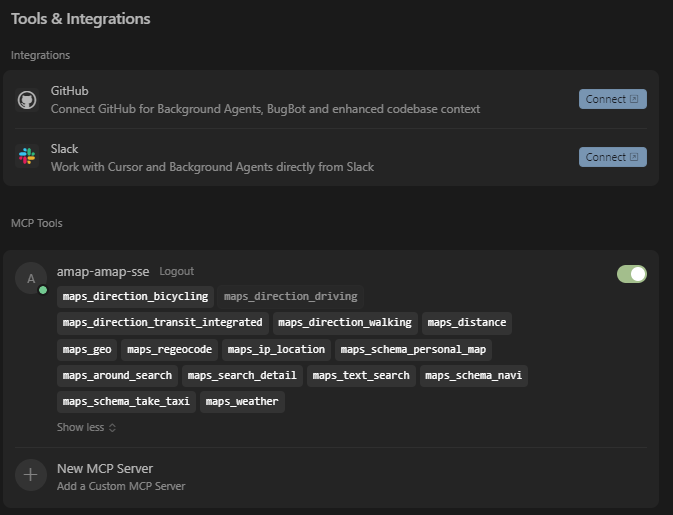 Tools & Integrations
Integrations
GitHub
Connect GitHub for Background Agents, BugBot and enhanced codebase context
Connect
Slack
Work with Cursor and Background Agents directly from Slack
Connect
MCP Tools
A
amap-amap-sse Logout
maps_direction_bicycling maps_direction_driving
maps_direction_transit_integrated maps_direction_walking maps_distance
maps_geo maps_regeocode maps_ip_location maps_schema_personal_map
maps_around_search maps_search_detail maps_text_search maps_schema_navi
maps_schema_take_taxi maps_weather
Show less
New MCP Server
Add a Custom MCP Server